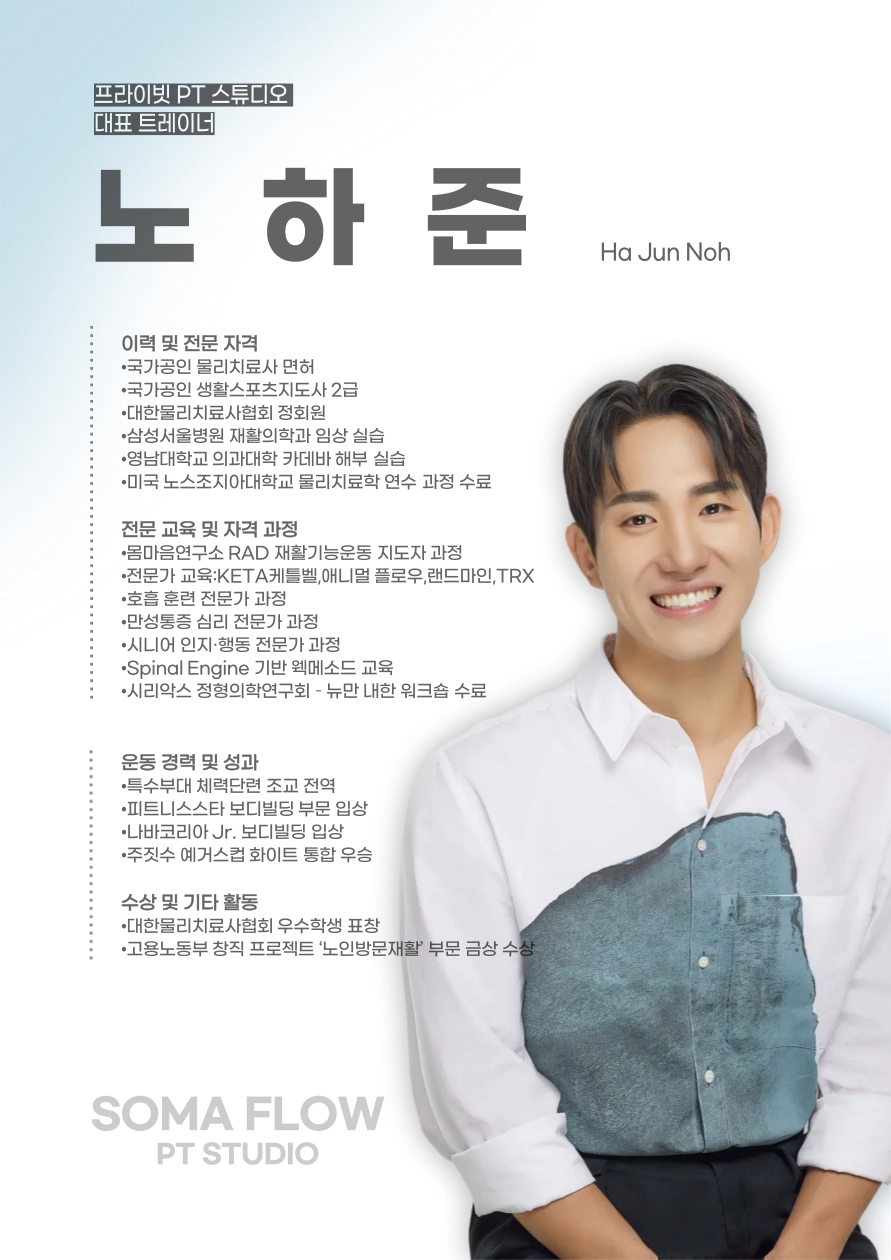 프라이빗 PT 스튜디오
대표 트레이너
노 하 준
Ha Jun Noh
이력 및 전문 자격
•국가공인 물리치료사 면허
•국가공인 생활스포츠지도사 2급
•대한물리치료사협회 정회원
•삼성서울병원 재활의학과 임상 실습
•영남대학교 의과대학 카데바 해부 실습
•미국 노스조지아대학교 물리치료학 연수 과정 수료
전문 교육 및 자격 과정
•몸마음연구소 RAD 재활기능운동 지도자 과정
•전문가 교육:KETA케틀벨,애니멀 플로우,랜드마인,TRX
•호흡 훈련 전문가 과정
•만성통증 심리 전문가 과정
•시니어 인지·행동 전문가 과정
•Spinal Engine 기반 웩메소드 교육
•시리악스 정형의학연구회 - 뉴만 내한 워크숍 수료
운동 경력 및 성과
•특수부대 체력단련 조교 전역
•피트니스스타 보디빌딩 부문 입상
•나바코리아 Jr. 보디빌딩 입상
•주짓수 예거스컵 화이트 통합 우승
수상 및 기타 활동
•대한물리치료사협회 우수학생 표창
•고용노동부 창직 프로젝트 ‘노인방문재활’ 부문 금상 수상
SOMA FLOW
PT STUDIO